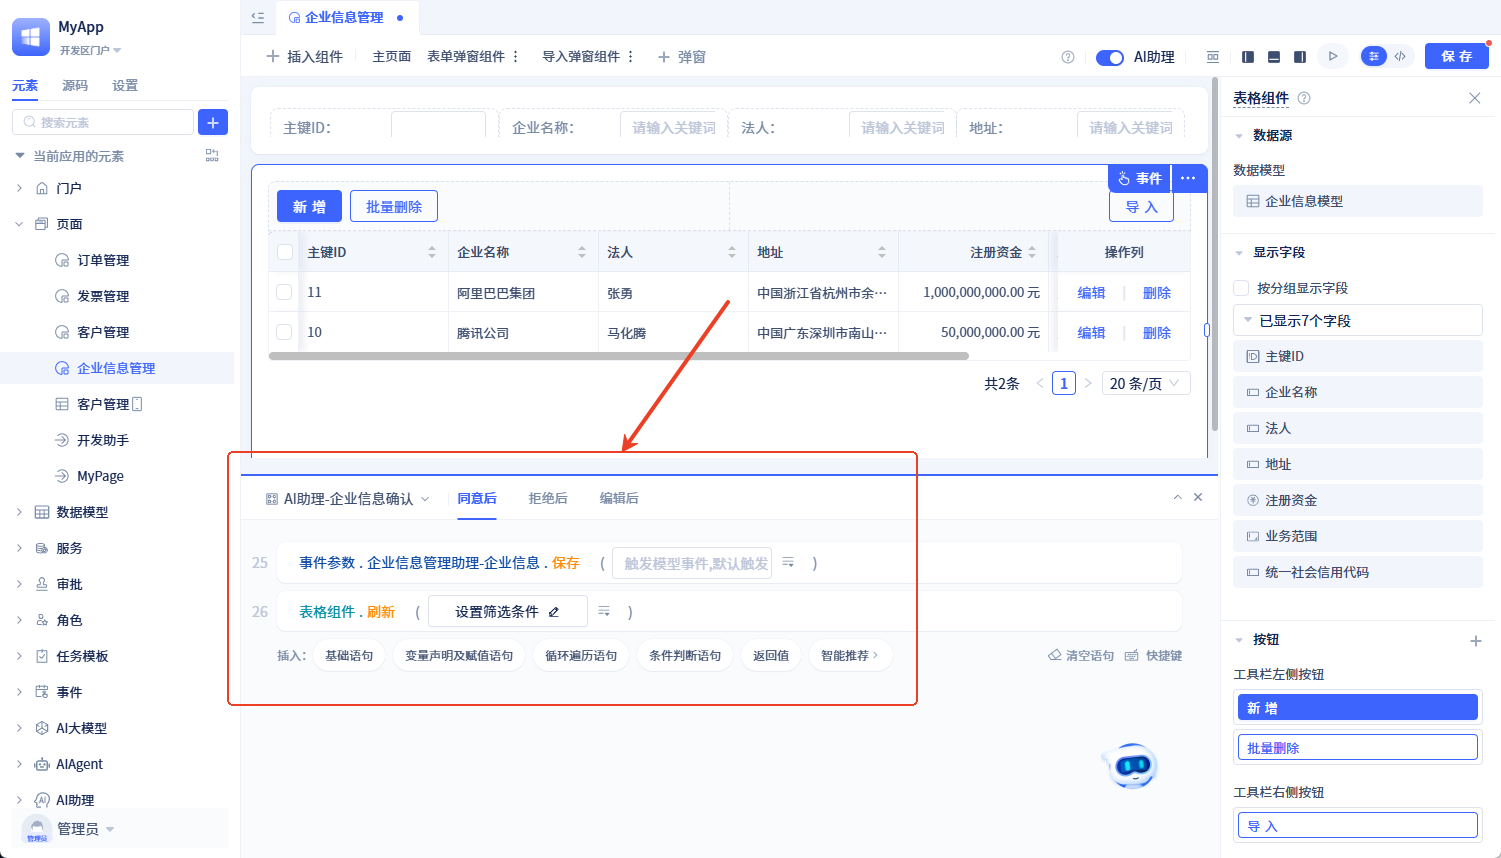 MyApp
开发区门户
元素
源码
设置
搜索元素
当前应用的元素
门户
页面
订单管理
发票管理
客户管理
企业信息管理
客户管理
开发助手
MyPage
数据模型
服务
审批
角色
任务模板
事件
AI大模型
AIAgent
AI助理
管理员
管理员
企业信息管理
插入组件
主页面
表单弹窗组件
导入弹窗组件
弹窗
AI助理
保 存
主键ID：
企业名称：
请输入关键词
法人：
请输入关键词
地址：
请输入关键词
事件
新 增
批量删除
导 入
主键ID
企业名称
法人
地址
注册资金
操作列
11
阿里巴巴集团
张勇
中国浙江省杭州市余···
1,000,000,000.00 元
编辑
删除
10
腾讯公司
马化腾
中国广东深圳市南山···
50,000,000.00 元
编辑
删除
共2条
1
20 条/页
AI助理-企业信息确认
同意后
拒绝后
编辑后
25
事件参数 . 企业信息管理助理-企业信息 . 保存 ( 触发模型事件,默认触发 )
26
表格组件 . 刷新 ( 设置筛选条件 )
插入：
基础语句
变量声明及赋值语句
循环遍历语句
条件判断语句
返回值
智能推荐
清空语句
快捷键
表格组件
数据源
数据模型
企业信息模型
显示字段
按分组显示字段
已显示7个字段
主键ID
企业名称
法人
地址
注册资金
业务范围
统一社会信用代码
按钮
工具栏左侧按钮
新 增
批量删除
工具栏右侧按钮
导 入